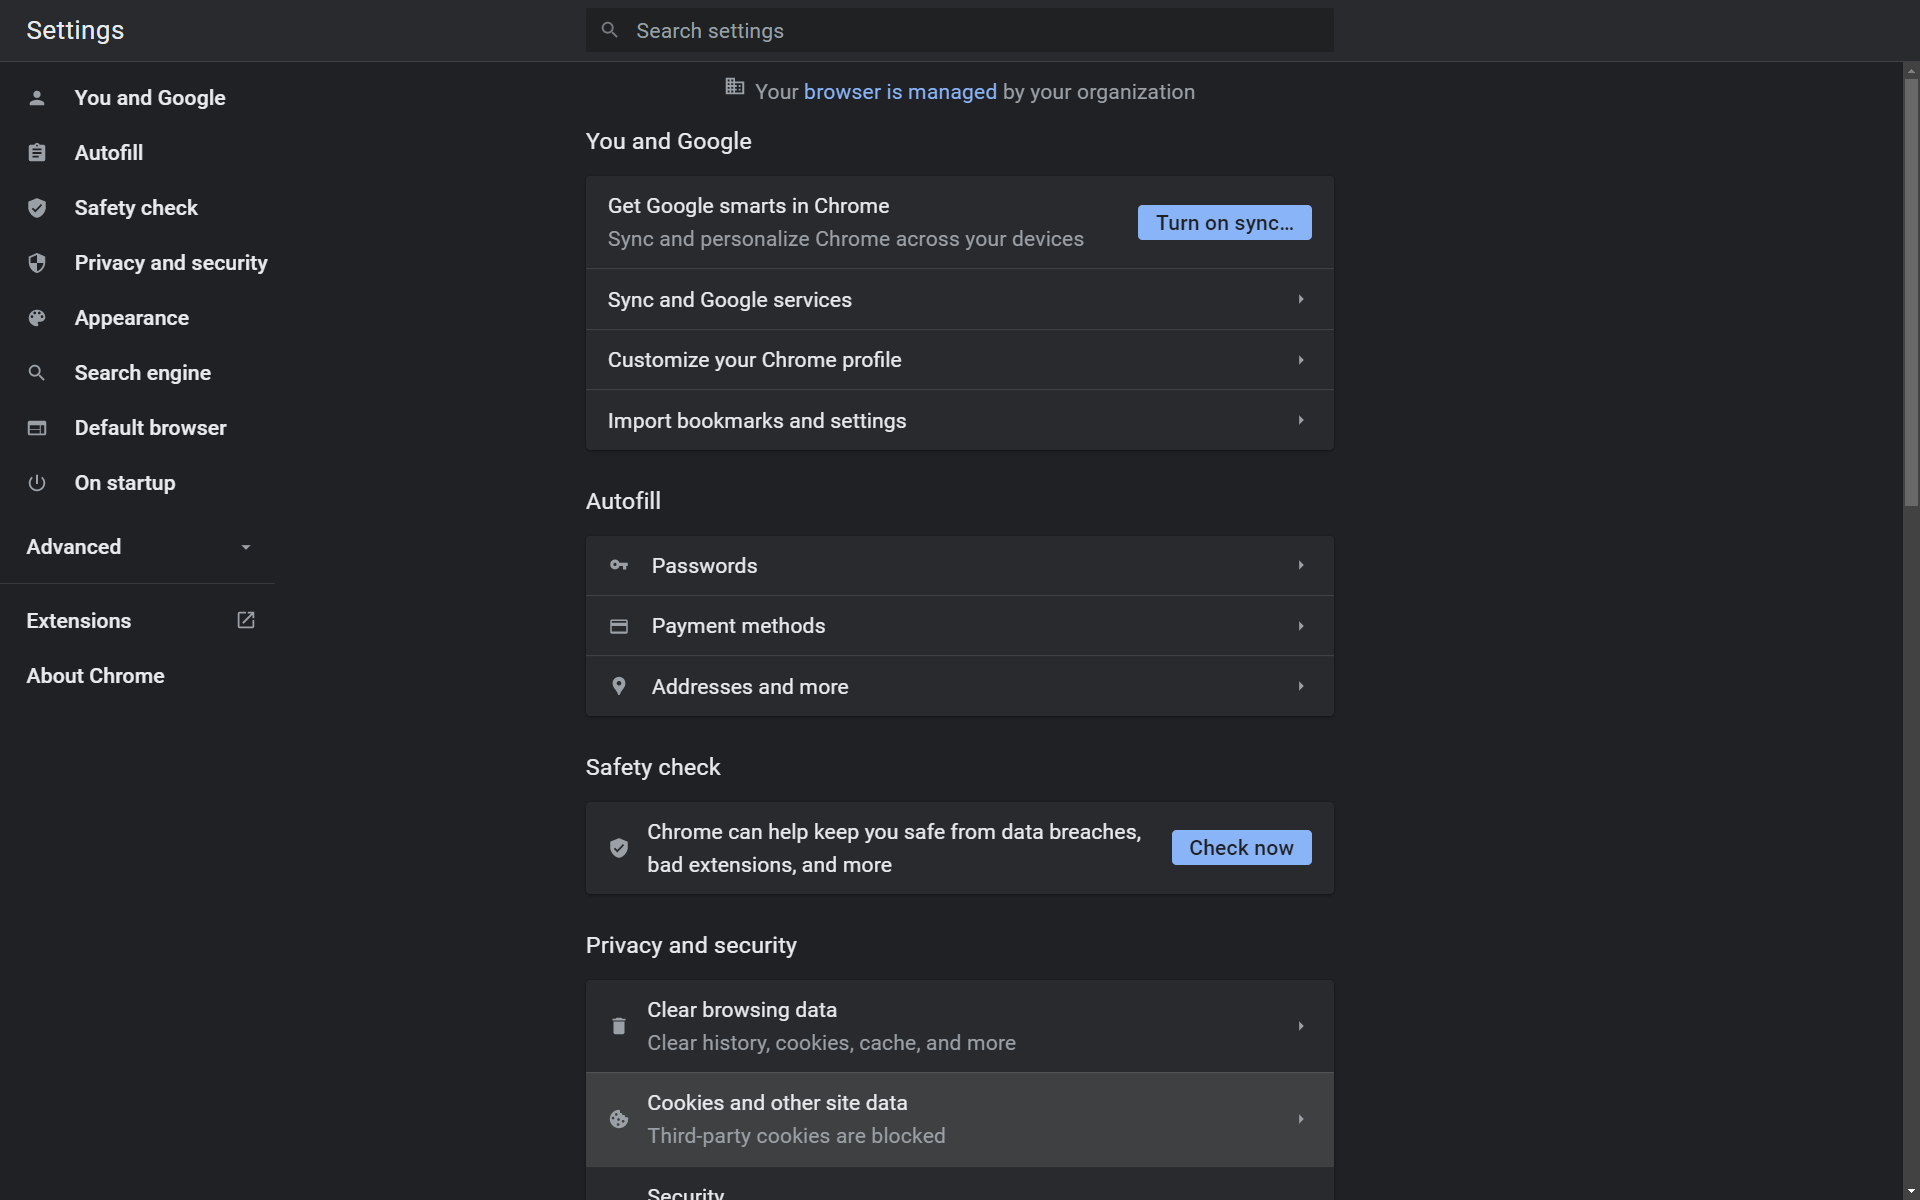 Settings
Search settings
You and Google
Autofill
Safety check
Privacy and security
Appearance
Search engine
Default browser
On startup
Advanced
Extensions
About Chrome
Your browser is managed by your organization
You and Google
Get Google smarts in Chrome
Sync and personalize Chrome across your devices
Turn on sync...
Sync and Google services
Customize your Chrome profile
Import bookmarks and settings
Autofill
Passwords
Payment methods
Addresses and more
Safety check
Chrome can help keep you safe from data breaches,
bad extensions, and more
Check now
Privacy and security
Clear browsing data
Clear history, cookies, cache, and more
Cookies and other site data
Third-party cookies are blocked
Security